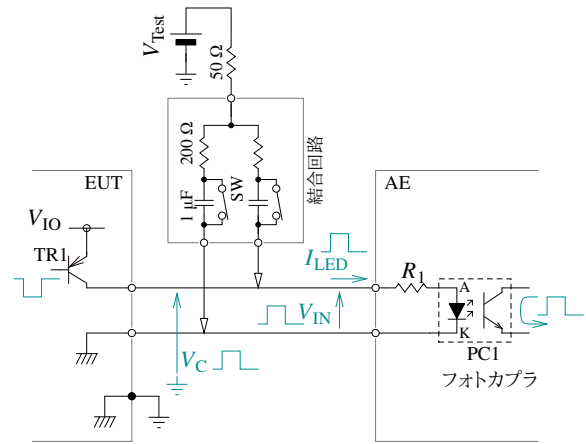 V_Test
50 Ω
200 Ω
1 μF
SW
結合回路
EUT
V_IO
TR1
AE
I_LED
R_1
A
K
V_IN
V_C
PC1
フォトカプラ